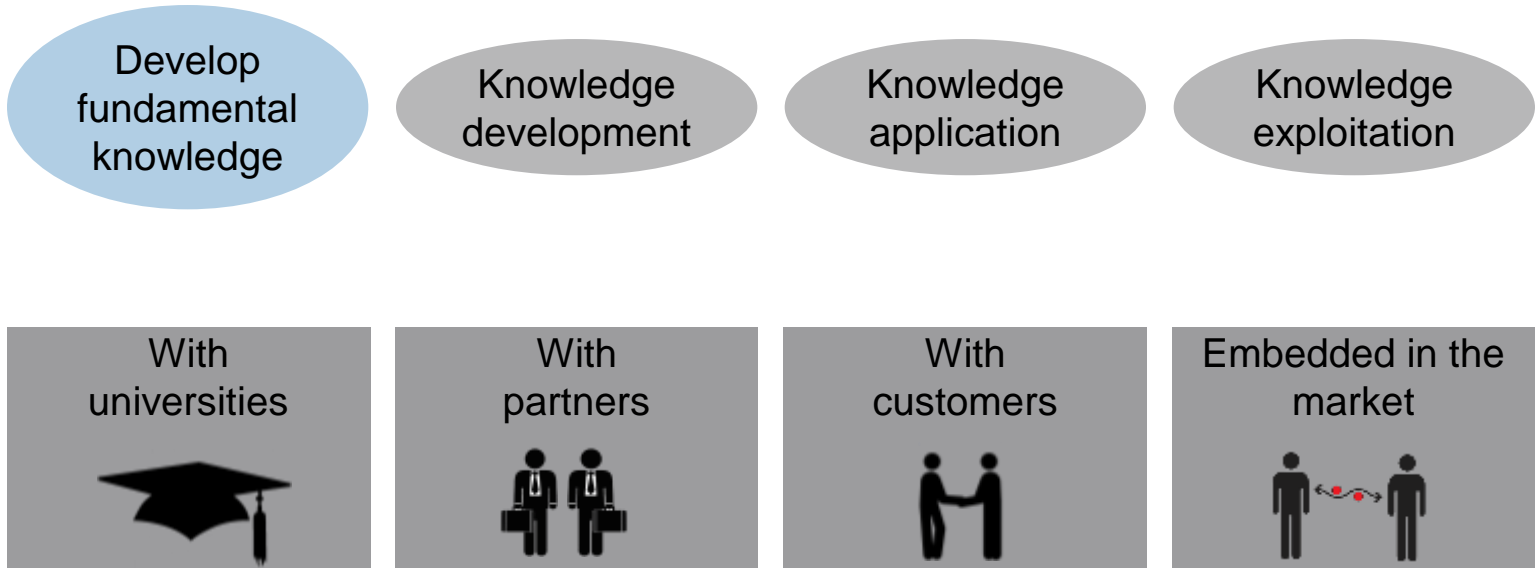 Develop
fundamental
knowledge
Knowledge
development
Knowledge
application
Knowledge
exploitation
With
universities
With
partners
With
customers
Embedded in the
market